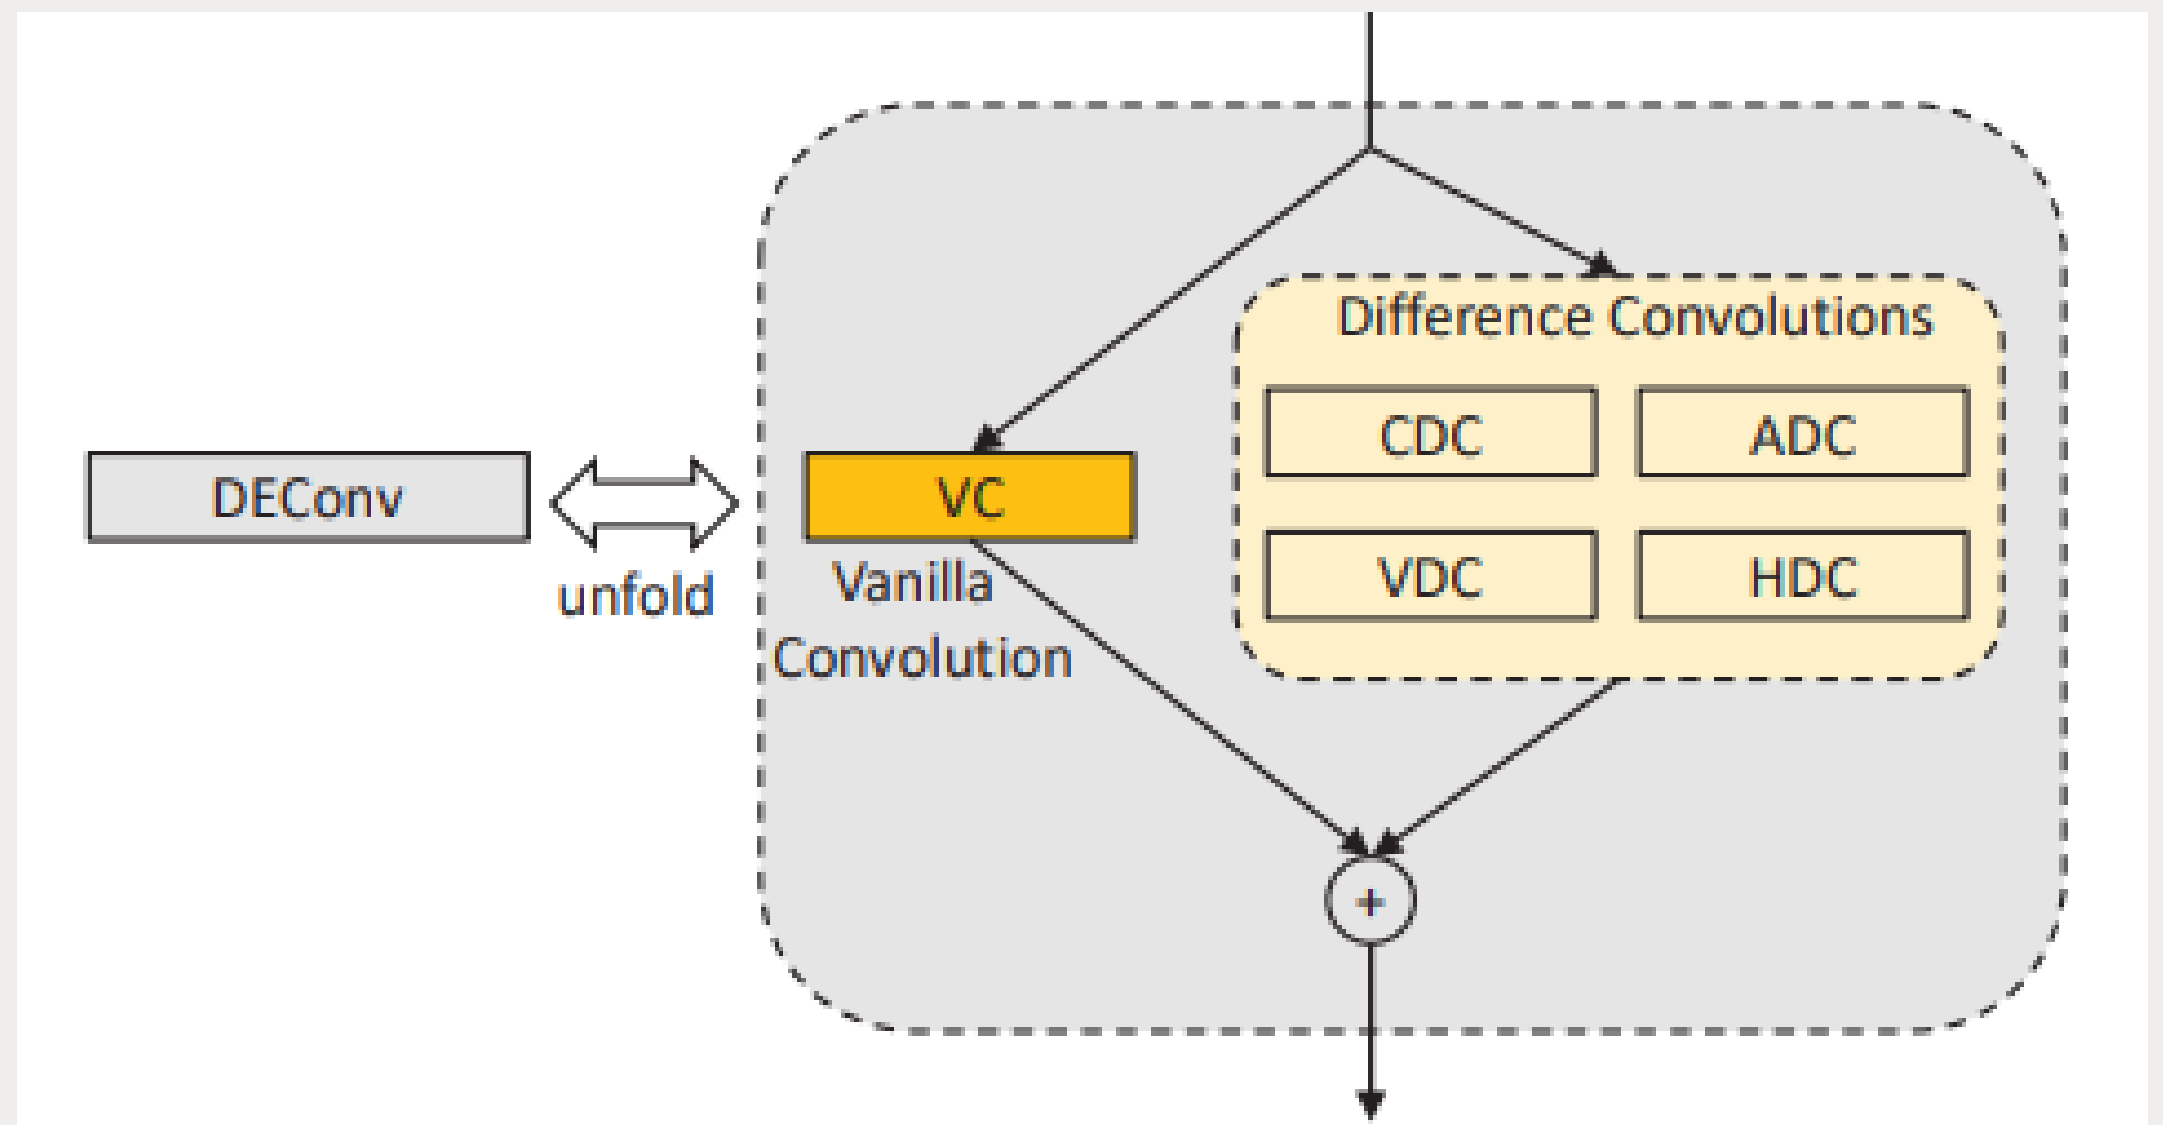 Difference Convolutions
CDC
ADC
DEConv
VC
VDC
HDC
unfold
Vanilla
Convolution
+